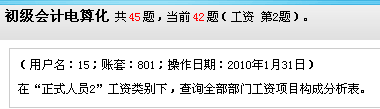 初级会计电算化 共45题，当前42题（工资 第2题）。
（用户名：15；账套：801；操作日期：2010年1月31日）
在“正式人员2”工资类别下，查询全部部门工资项目构成分析表。